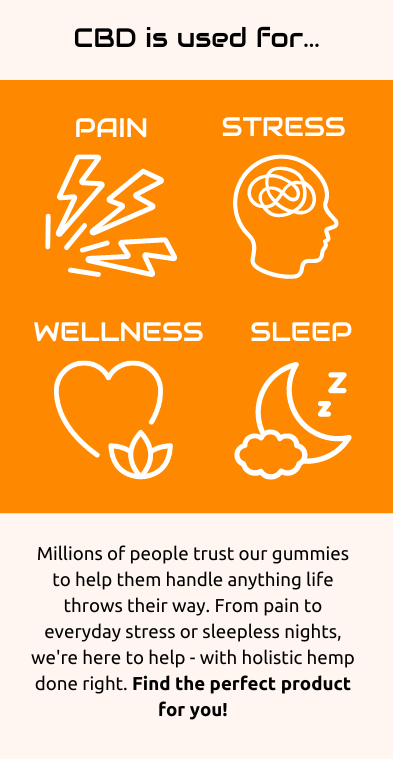 CBD is used for...
PAIN
STRESS
WELLNESS
SLEEP
z
z
Millions of people trust our gummies
to help them handle anything life
throws their way. From pain to
everyday stress or sleepless nights,
we're here to help - with holistic hemp
done right. Find the perfect product
for you!